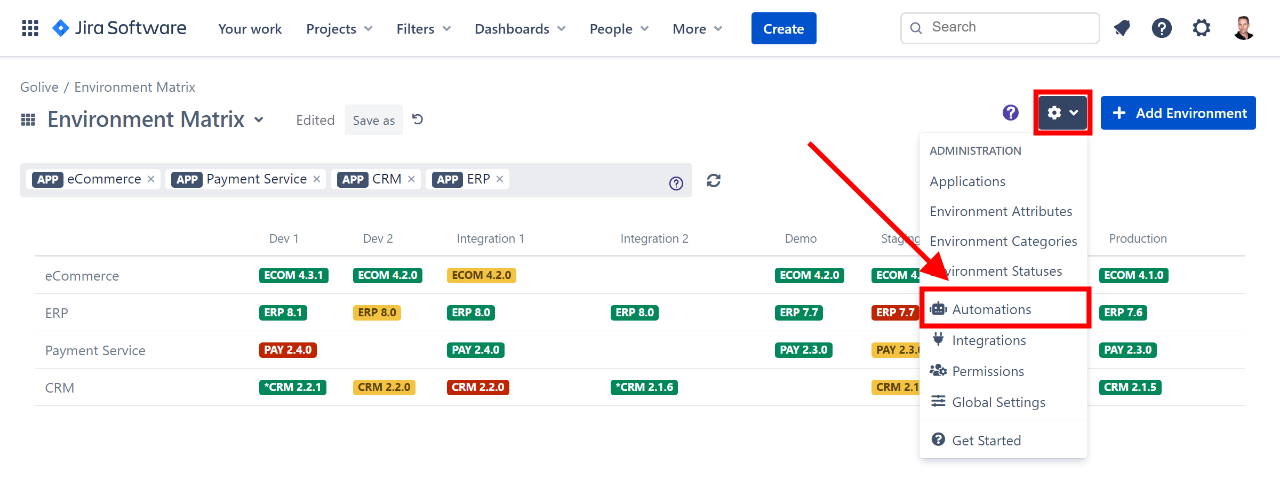 Jira Software Your work Projects Filters Dashboards People More Create Search
Golive / Environment Matrix
Environment Matrix Edited Save as Add Environment
ADMINISTRATION
APP eCommerce × APP Payment Service × APP CRM × APP ERP ×
Applications
Environment Attributes
Dev 1 Dev 2 Integration 1 Integration 2 Demo Staging Environment Categories Production
eCommerce ECOM 4.3.1 ECOM 4.2.0 ECOM 4.2.0 ECOM 4.2.0 ECOM 4. Environment Statuses ECOM 4.1.0
ERP ERP 8.1 ERP 8.0 ERP 8.0 ERP 8.0 ERP 7.7 ERP 7.7 Automations ERP 7.6
Payment Service PAY 2.4.0 PAY 2.4.0 PAY 2.3.0 PAY 2.3.0 Integrations PAY 2.3.0
Permissions
CRM *CRM 2.2.1 CRM 2.2.0 CRM 2.2.0 *CRM 2.1.6 CRM 2.1 CRM 2.1.5
Global Settings
Get Started